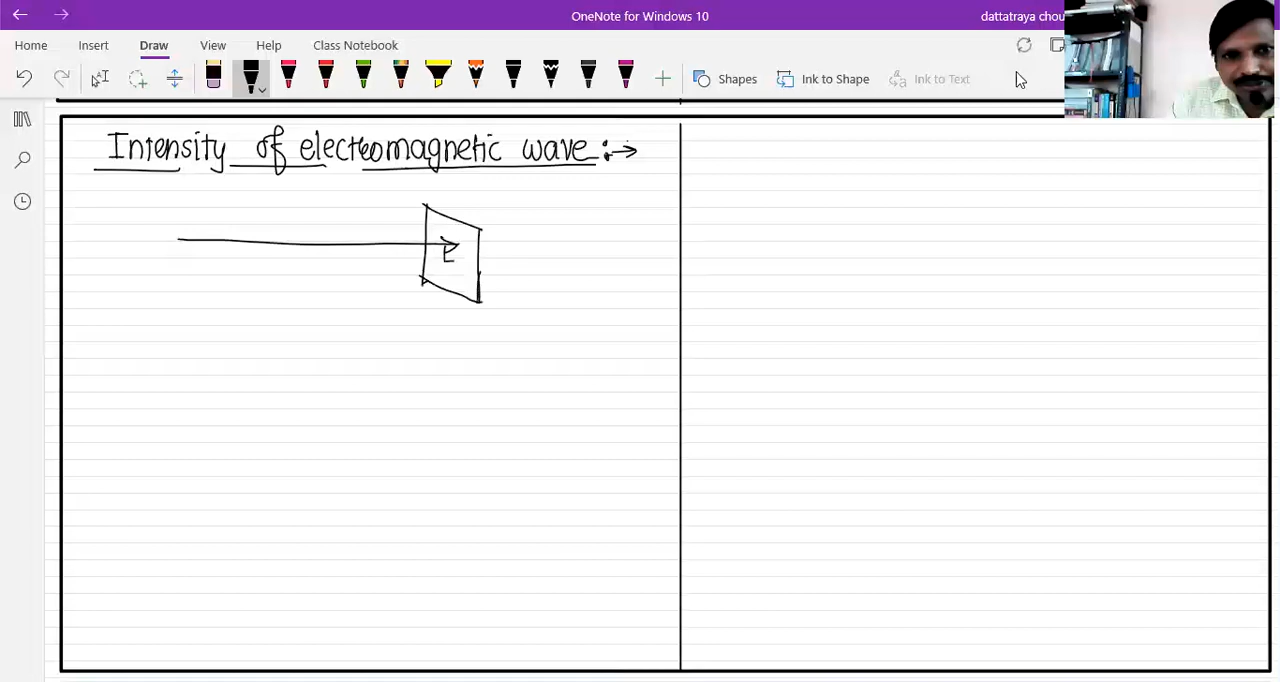 OneNote for Windows 10
dattatraya chou
Home Insert Draw View Help Class Notebook
Shapes Ink to Shape Ink to Text
Intensity of electromagnetic wave :→
E